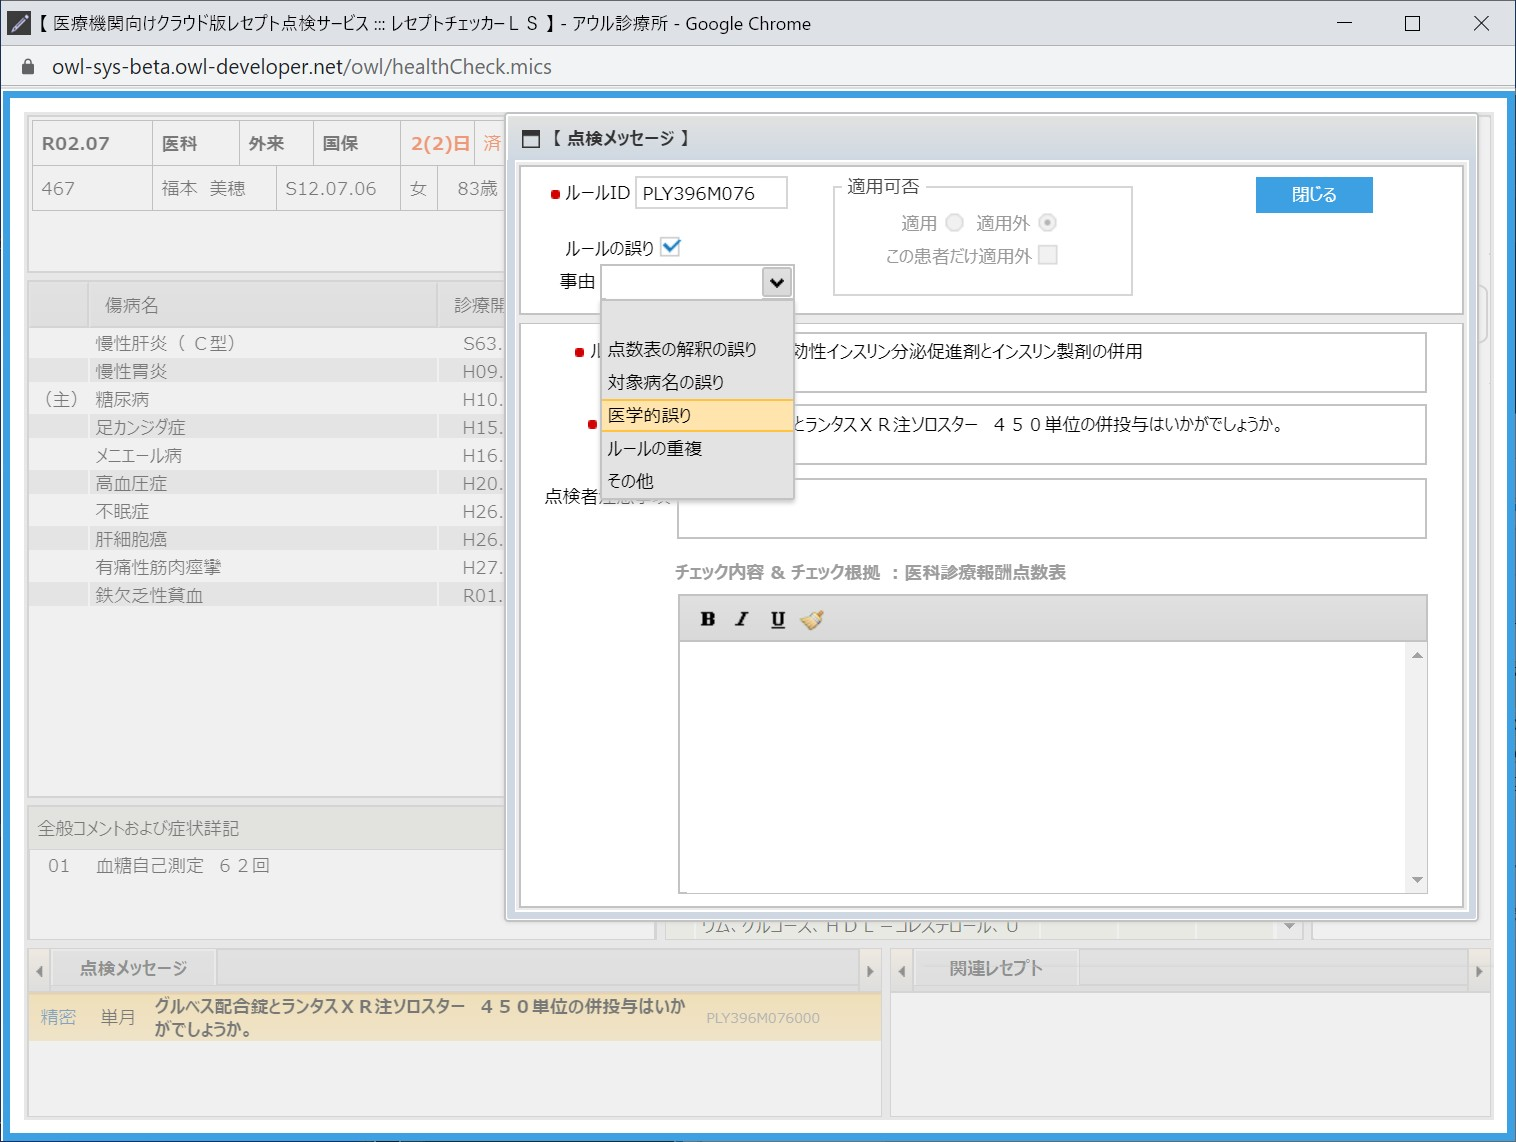 【 医療機関向けクラウド版レセプト点検サービス ::: レセプトチェッカーＬＳ 】 - アウル診療所 - Google Chrome
owl-sys-beta.owl-developer.net/owl/healthCheck.mics
R02.07 医科 外来 国保 2(2)日 済
467 福本 美穂 S12.07.06 女 83歳
傷病名 診療開
慢性肝炎（ Ｃ型） S63.
慢性胃炎 H09.
（主） 糖尿病 H10.
足カンジダ症 H15.
メニエール病 H16.
高血圧症 H20.
不眠症 H26.
肝細胞癌 H26.
有痛性筋肉痙攣 H27.
鉄欠乏性貧血 R01.
全般コメントおよび症状詳記
01 血糖自己測定 ６２回
【 点検メッセージ 】
ルールID PLY396M076
ルールの誤り
事由
適用可否
適用 適用外
この患者だけ適用外
閉じる
点数表の解釈の誤り
対象病名の誤り
医学的誤り
ルールの重複
その他
効性インスリン分泌促進剤とインスリン製剤の併用
とランタスＸＲ注ソロスター ４５０単位の併投与はいかがでしょうか。
点検者
チェック内容 & チェック根拠 ：医科診療報酬点数表
B I U
ウム、グルコース、ＨＤＬ－コレステロール、Ｕ
点検メッセージ
精密 単月 グルベス配合錠とランタスＸＲ注ソロスター ４５０単位の併投与はいか
がでしょうか。
PLY396M076000
関連レセプト